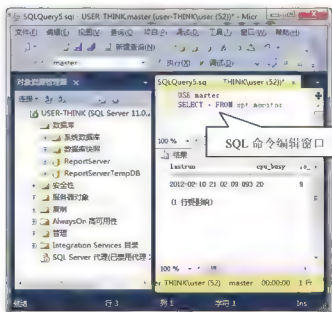 SQLQuery5.sql - USER-THINK.master (user-THINK\user (52))* - Micr
文件(F) 编辑(E) 视图(V) 查询(Q) 项目(P) 调试(D) 工具(T) 窗口(W) 帮助(H)
新建查询(N)
master
执行(X)
调试(D)
对象资源管理器
SQLQuery5.sql
THINK\user (52))*
连接
USER-THINK (SQL Server 11.0.
数据库
系统数据库
数据库快照
ReportServer
ReportServerTempDB
安全性
服务器对象
复制
AlwaysOn 高可用性
管理
Integration Services 目录
SQL Server 代理(已禁用代理
USE master
SELECT * FROM spt_monitor
SQL 命令编辑窗口
100 %
结果
lastrun
cpu_busy
2012-02-10 21 02 09 093 20
9
(1 行受影响)
100 %
er THINK\user (52)
master
00:00:00
1 行
就绪
行 3
列 1
字符 1
Ins